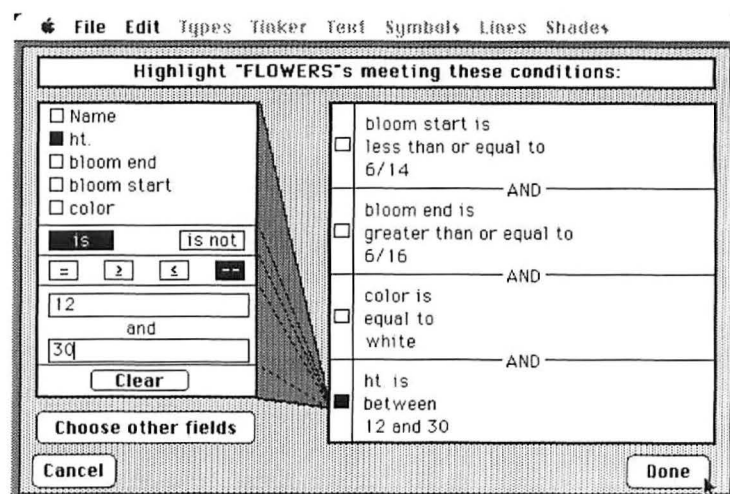 File Edit Types Tinker Text Symbols Lines Shades
Highlight "FLOWERS"s meeting these conditions:
Name
ht.
bloom end
bloom start
color
is is not
= ≥ ≤ --
12
and
30
Clear
Choose other fields
Cancel
bloom start is
less than or equal to
6/14
AND
bloom end is
greater than or equal to
6/16
AND
color is
equal to
white
AND
ht. is
between
12 and 30
Done